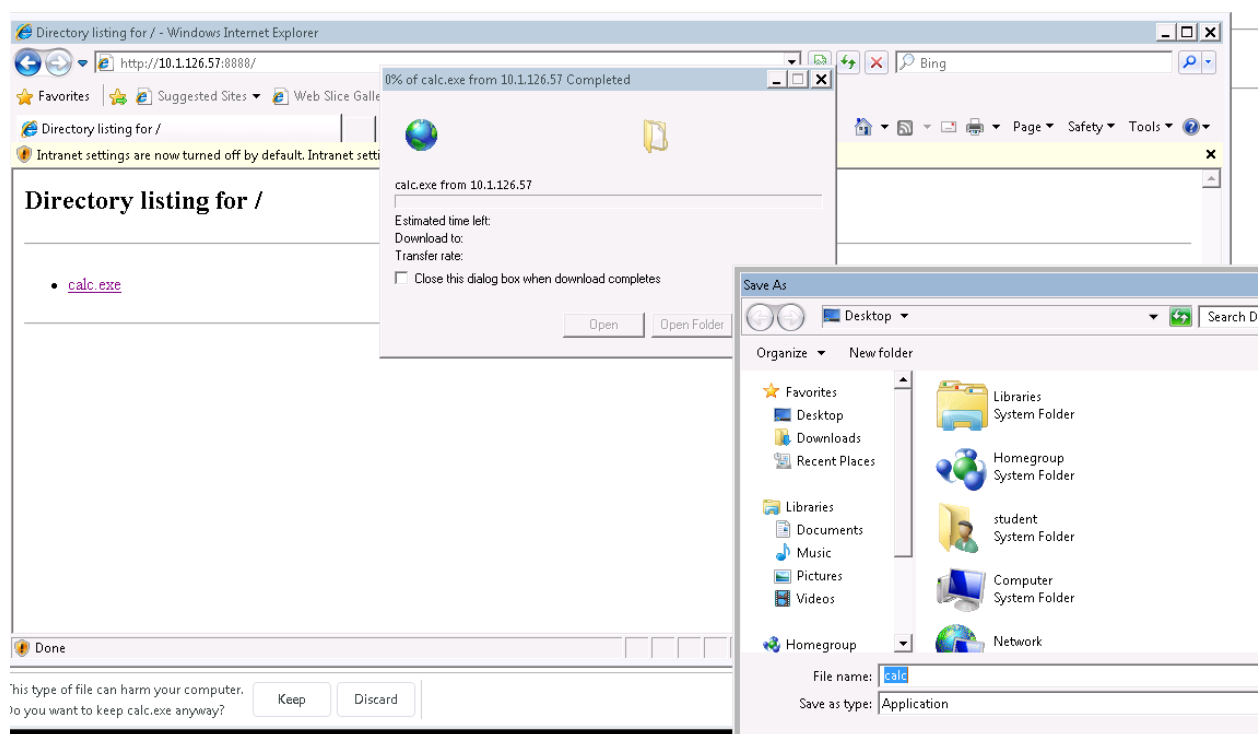 Directory listing for / - Windows Internet Explorer
http://10.1.126.57:8888/
Bing
Favorites
Suggested Sites
Web Slice Galle
Directory listing for /
Page
Safety
Tools
Intranet settings are now turned off by default. Intranet setti
Directory listing for /
calc.exe
0% of calc.exe from 10.1.126.57 Completed
calc.exe from 10.1.126.57
Estimated time left:
Download to:
Transfer rate:
Close this dialog box when download completes
Open
Open Folder
Save As
Desktop
Search D
Organize
New folder
Favorites
Desktop
Downloads
Recent Places
Libraries
Documents
Music
Pictures
Videos
Homegroup
Libraries
System Folder
Homegroup
System Folder
student
System Folder
Computer
System Folder
Network
File name: calc
Save as type: Application
Done
his type of file can harm your computer.
o you want to keep calc.exe anyway?
Keep
Discard